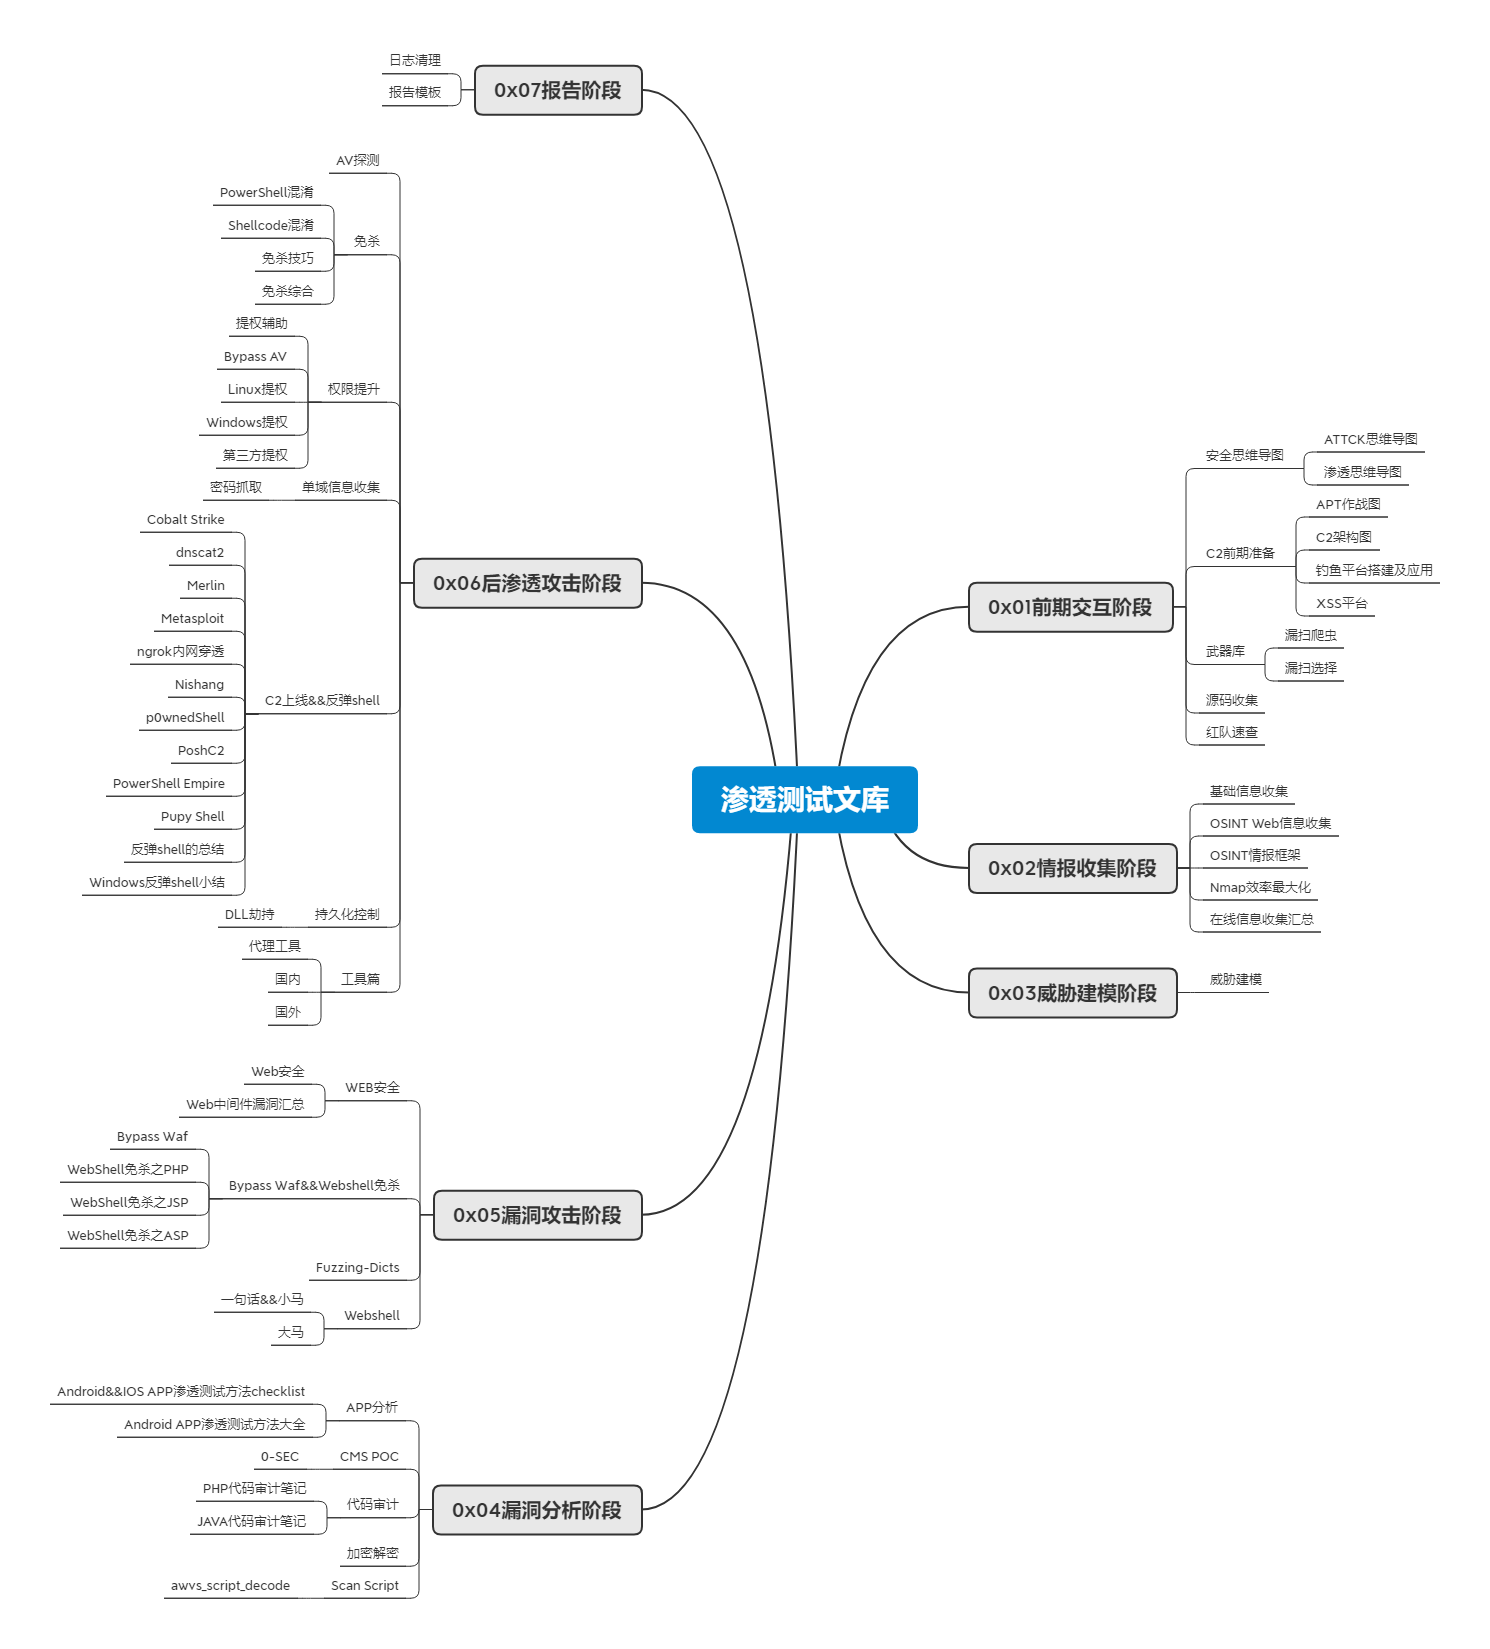 渗透测试文库
0x01前期交互阶段
安全思维导图
ATTCK思维导图
渗透思维导图
C2前期准备
APT作战图
C2架构图
钓鱼平台搭建及应用
XSS平台
武器库
漏扫爬虫
漏扫选择
源码收集
红队速查
0x02情报收集阶段
基础信息收集
OSINT Web信息收集
OSINT情报框架
Nmap效率最大化
在线信息收集汇总
0x03威胁建模阶段
威胁建模
0x04漏洞分析阶段
APP分析
Android&&IOS APP渗透测试方法checklist
Android APP渗透测试方法大全
CMS POC
0-SEC
代码审计
PHP代码审计笔记
JAVA代码审计笔记
加密解密
Scan Script
awvs_script_decode
0x05漏洞攻击阶段
WEB安全
Web安全
Web中间件漏洞汇总
Bypass Waf&&Webshell免杀
Bypass Waf
WebShell免杀之PHP
WebShell免杀之JSP
WebShell免杀之ASP
Fuzzing-Dicts
Webshell
一句话&&小马
大马
0x06后渗透攻击阶段
AV探测
免杀
PowerShell混淆
Shellcode混淆
免杀技巧
免杀综合
权限提升
提权辅助
Bypass AV
Linux提权
Windows提权
第三方提权
单域信息收集
密码抓取
C2上线&&反弹shell
Cobalt Strike
dnscat2
Merlin
Metasploit
ngrok内网穿透
Nishang
p0wnedShell
PoshC2
PowerShell Empire
Pupy Shell
反弹shell的总结
Windows反弹shell小结
持久化控制
DLL劫持
工具篇
代理工具
国内
国外
0x07报告阶段
日志清理
报告模板